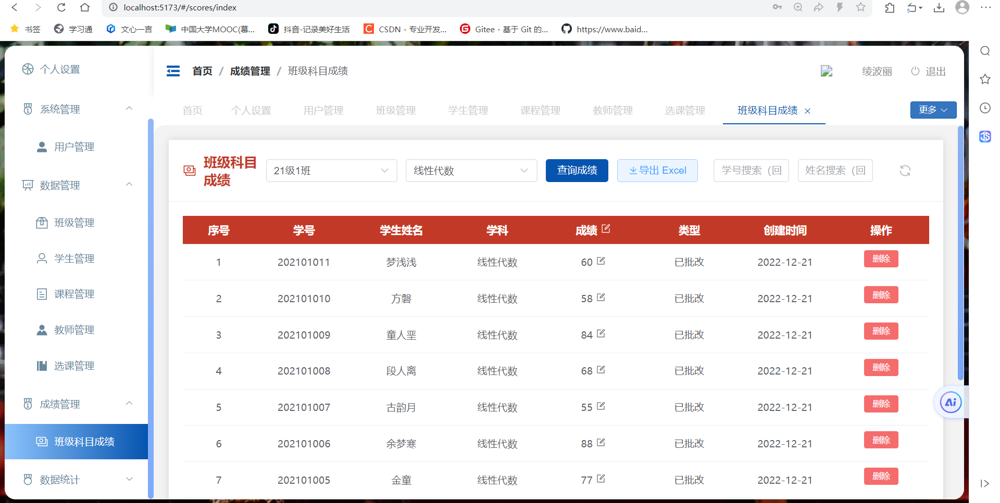 localhost:5173/#/scores/index
书签 学习通 文心一言 中国大学MOOC(慕... 抖音-记录美好生活 CSDN - 专业开发... Gitee - 基于 Git 的... https://www.baid...
个人设置
首页 / 成绩管理 / 班级科目成绩
绫波丽 退出
系统管理
首页 个人设置 用户管理 班级管理 学生管理 课程管理 教师管理 选课管理 班级科目成绩 更多
用户管理
数据管理
班级管理
学生管理
课程管理
教师管理
选课管理
成绩管理
班级科目成绩
数据统计
班级科目
成绩
21级1班 线性代数 查询成绩 导出 Excel 学号搜索（回 姓名搜索（回
序号 学号 学生姓名 学科 成绩 类型 创建时间 操作
1 202101011 梦浅浅 线性代数 60 已批改 2022-12-21 删除
2 202101010 方磐 线性代数 58 已批改 2022-12-21 删除
3 202101009 童人垩 线性代数 84 已批改 2022-12-21 删除
4 202101008 段人离 线性代数 68 已批改 2022-12-21 删除
5 202101007 古韵月 线性代数 55 已批改 2022-12-21 删除
6 202101006 余梦寒 线性代数 88 已批改 2022-12-21 删除
7 202101005 金童 线性代数 77 已批改 2022-12-21 删除
Ai